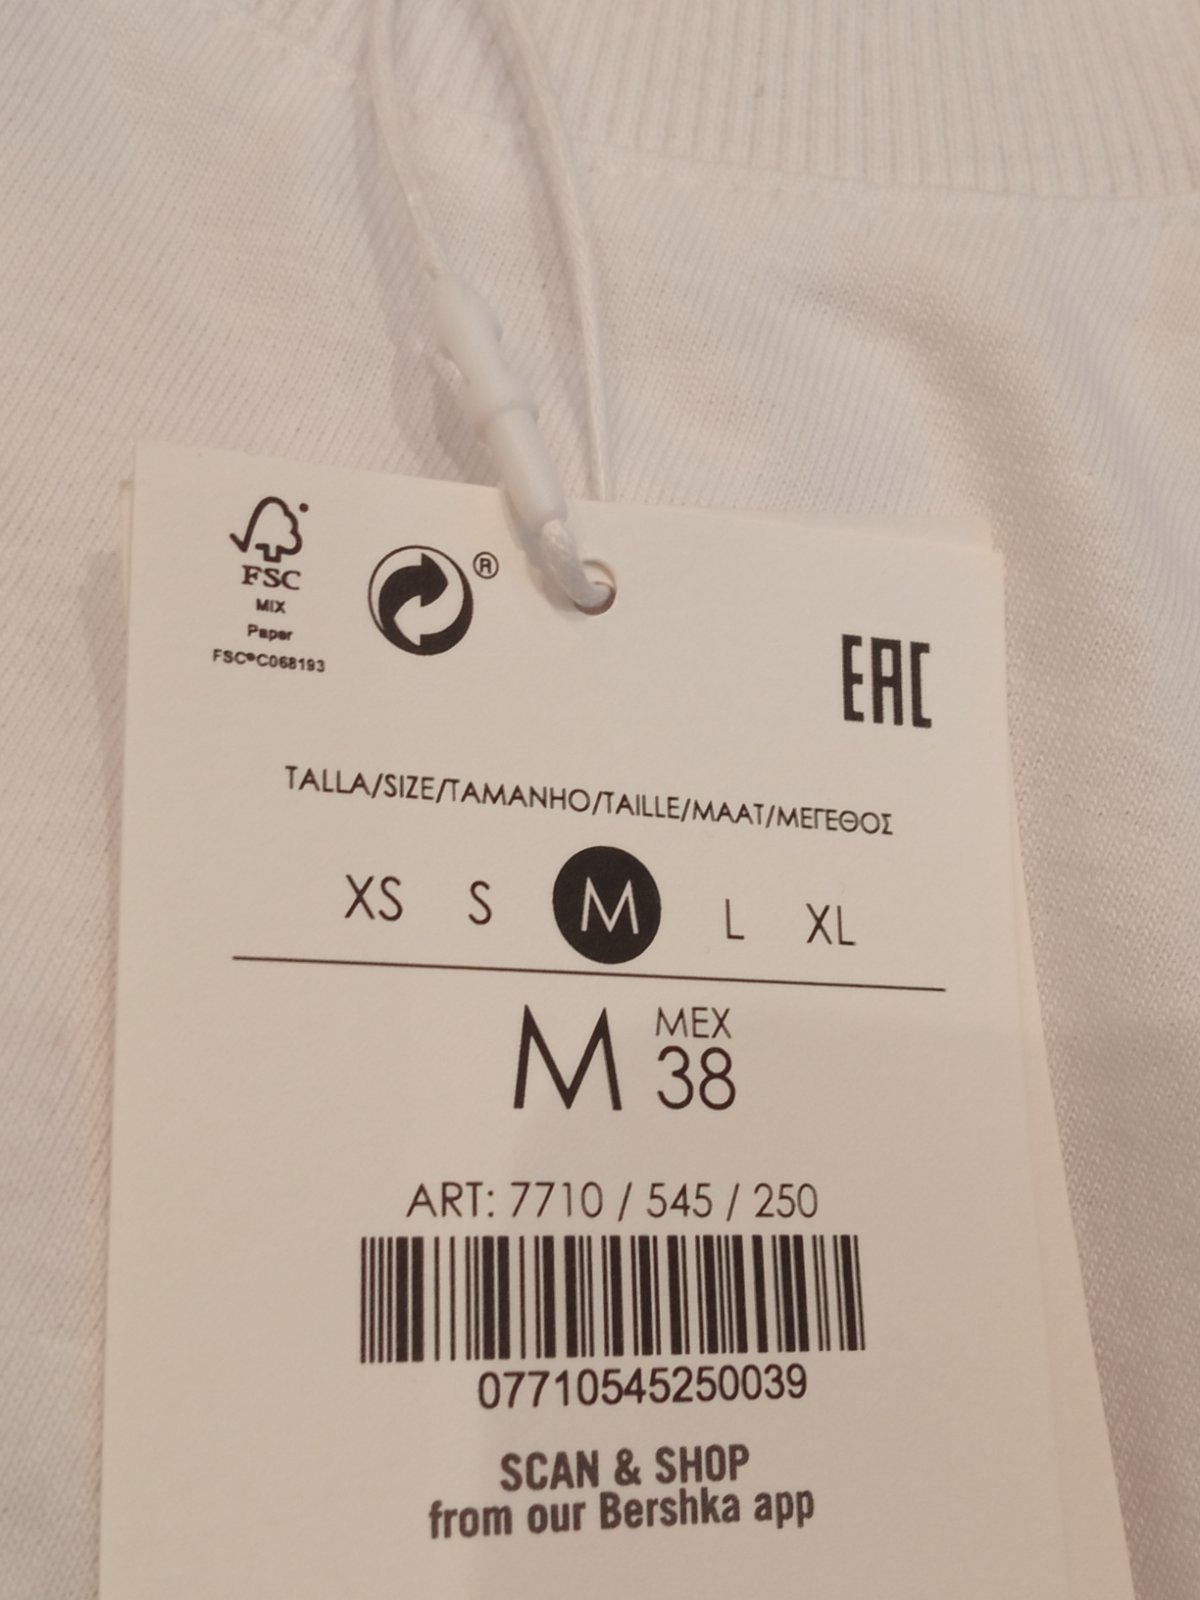 FSC
MIX
Paper
FSC®C068193
®
EAC
TALLA/SIZE/TAMANHO/TAILLE/MAAT/ΜΕΓΕΘΟΣ
XS S M L XL
M MEX 38
ART: 7710 / 545 / 250
07710545250039
SCAN & SHOP
from our Bershka app